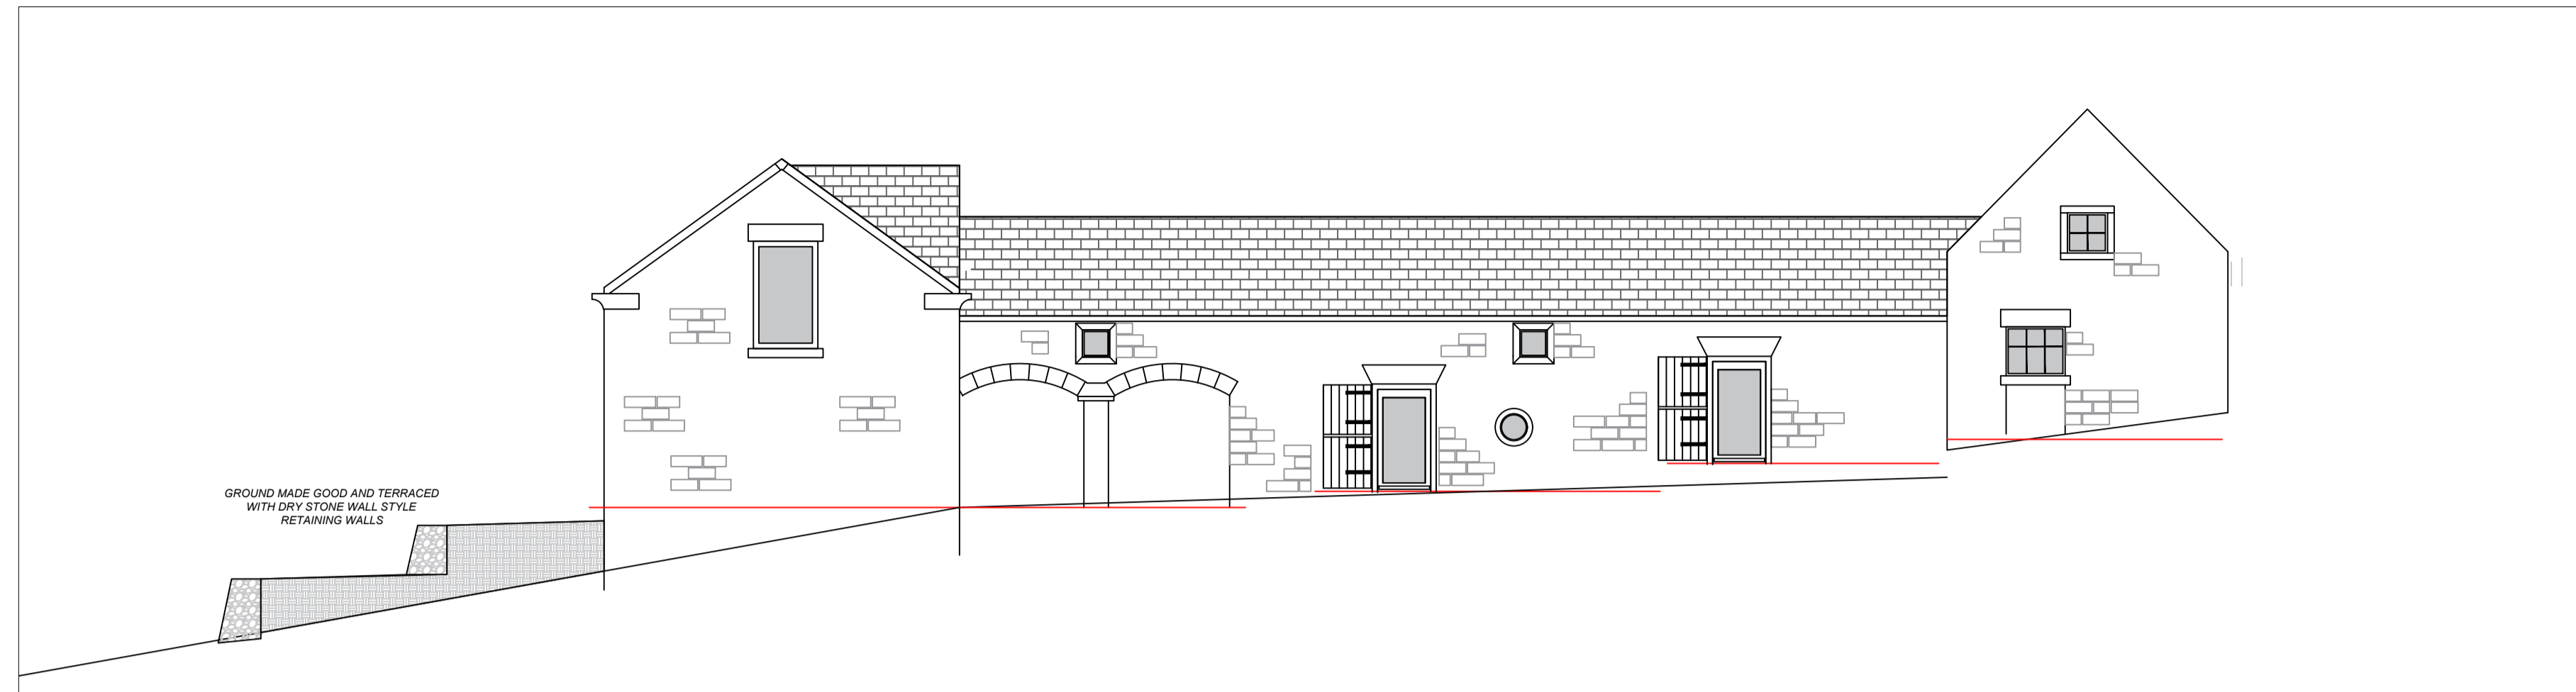 GROUND MADE GOOD AND TERRACED
WITH DRY STONE WALL STYLE
RETAINING WALLS